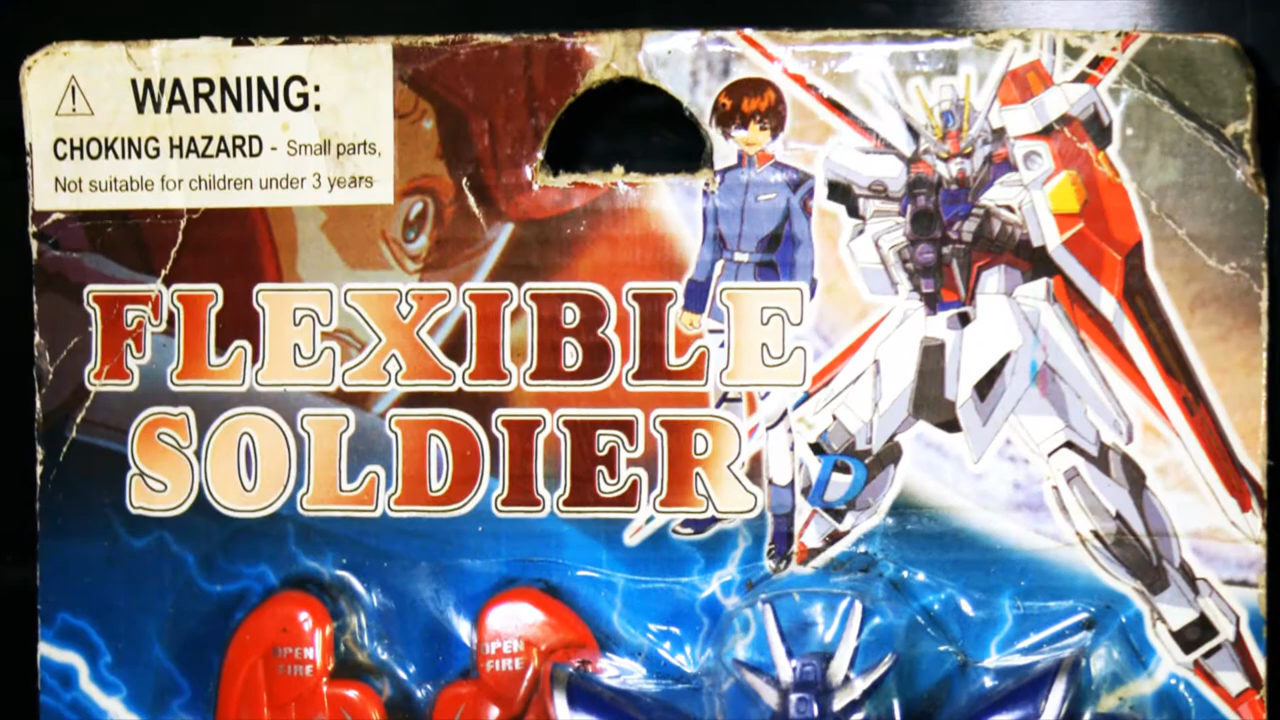 WARNING:
CHOKING HAZARD - Small parts,
Not suitable for children under 3 years
FLEXIBLE
SOLDIER
D
OPEN
FIRE
OPEN
FIRE